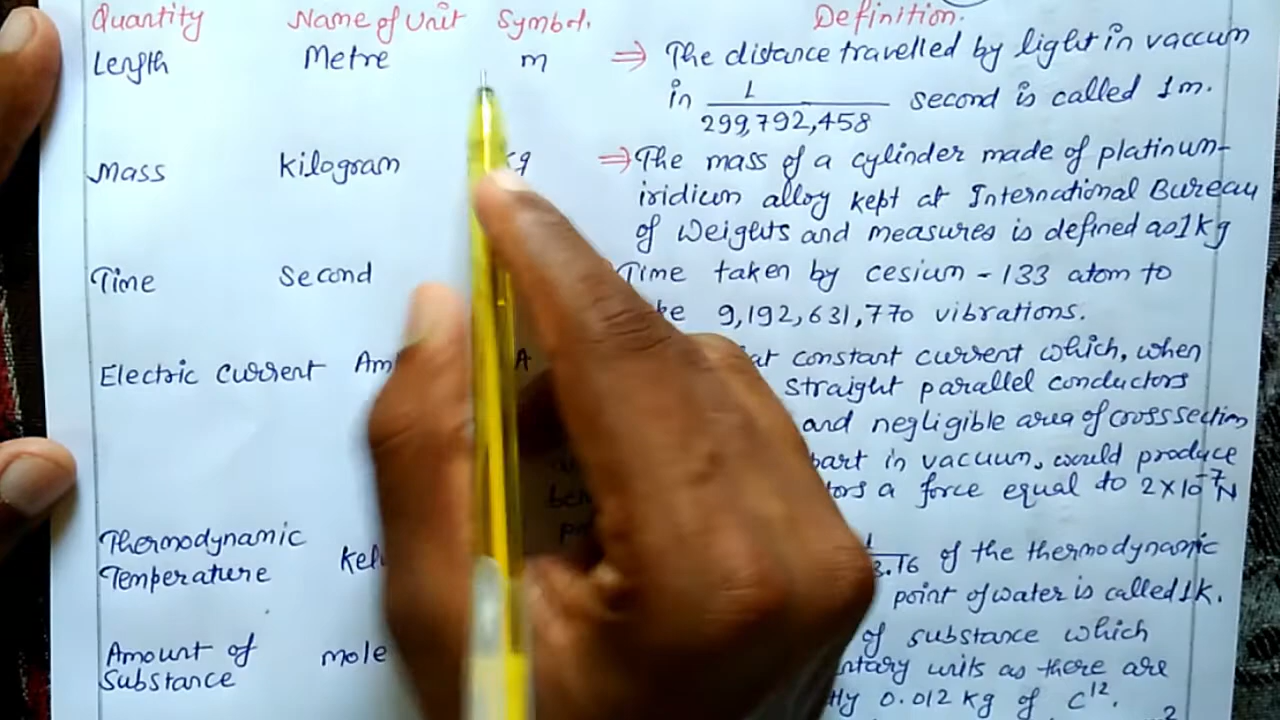 Quantity Name of Unit Symbol. Definition.
Length Metre m ⇒ The distance travelled by light in vaccum
in 1/299,792,458 second is called 1m.
Mass Kilogram ⇒ The mass of a cylinder made of platinum-
iridium alloy kept at International Bureau
of Weights and measures is defined as 1kg
Time Second Time taken by cesium - 133 atom to
9,192,631,770 vibrations.
Electric current A constant current which, when
straight parallel conductors
and negligible area of cross section
in vacuum, would produce
a force equal to 2×10⁻⁷N
Thermodynamic
Temperature of the thermodynamic
point of water is called 1k.
Amount of
Substance mole of substance which
units as there are
0.012 kg of C¹².